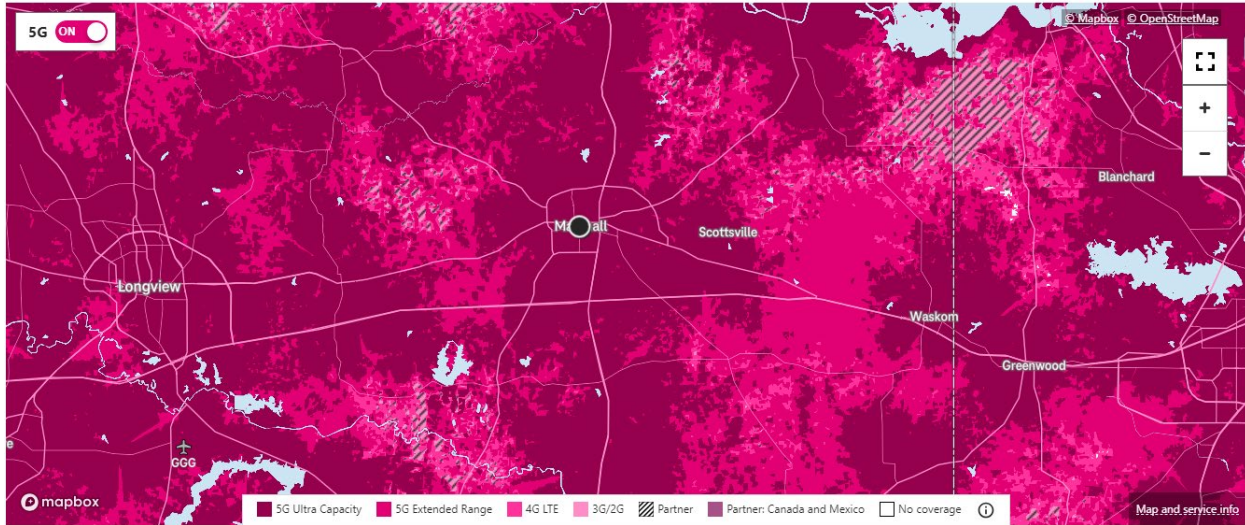 5G ON
© Mapbox © OpenStreetMap
Blanchard
Scottsville
Longview
Waskom
Greenwood
GGG
mapbox
5G Ultra Capacity 5G Extended Range 4G LTE 3G/2G Partner Partner: Canada and Mexico No coverage
Map and service info